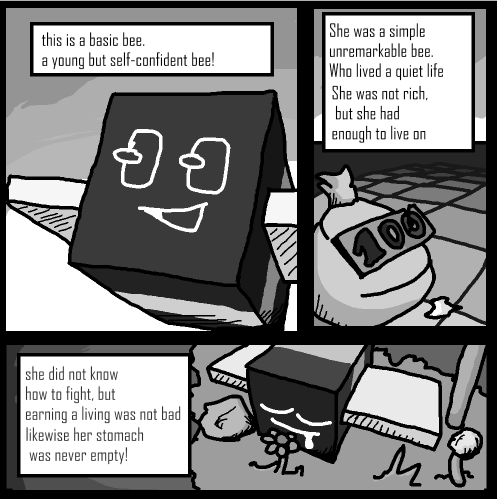 this is a basic bee.
a young but self-confident bee!
She was a simple
unremarkable bee.
Who lived a quiet life
She was not rich,
but she had
enough to live on
100
she did not know
how to fight, but
earning a living was not bad
likewise her stomach
was never empty!